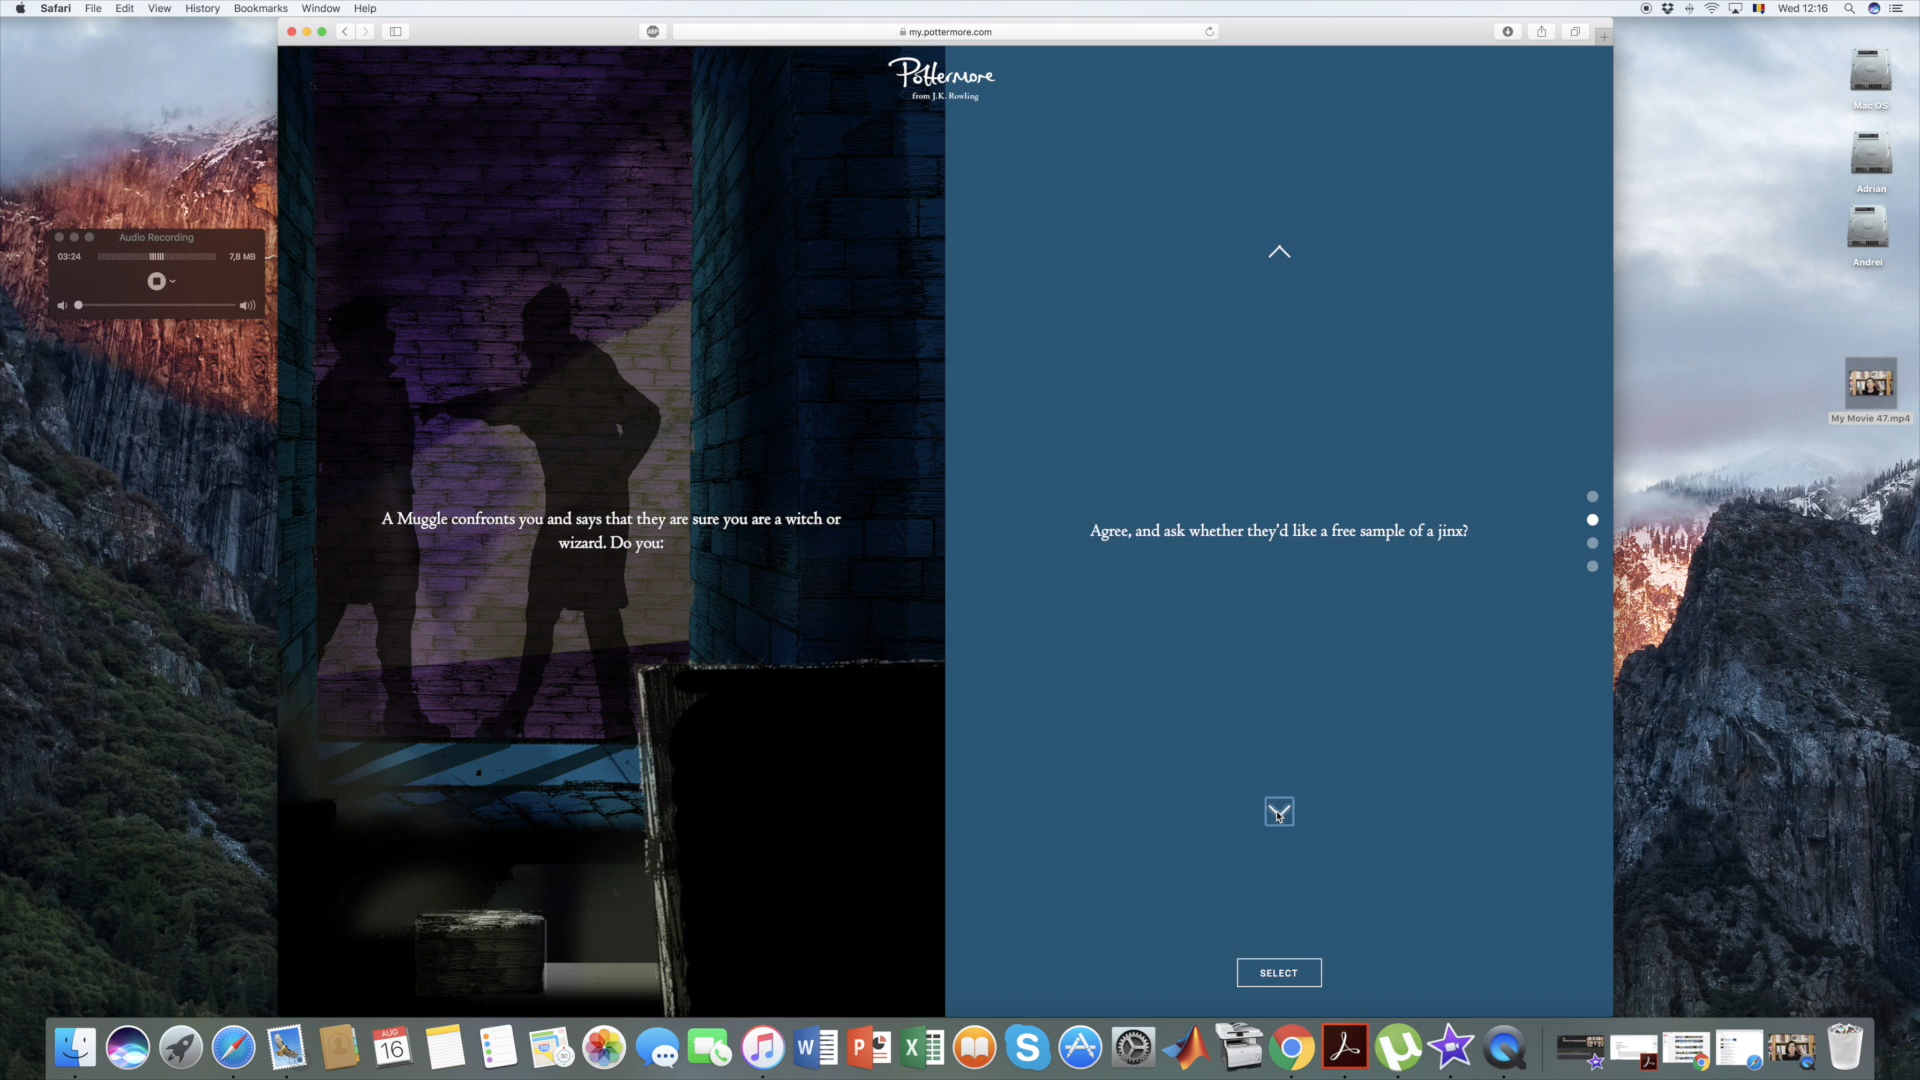 Safari File Edit View History Bookmarks Window Help
Wed 12:16
ABP
my.pottermore.com
Pottermore
from J.K. Rowling
Mac OS
Adrian
Andrei
My Movie 47.mp4
Audio Recording
03:24
7,8 MB
A Muggle confronts you and says that they are sure you are a witch or
wizard. Do you:
Agree, and ask whether they’d like a free sample of a jinx?
SELECT
AUG
16